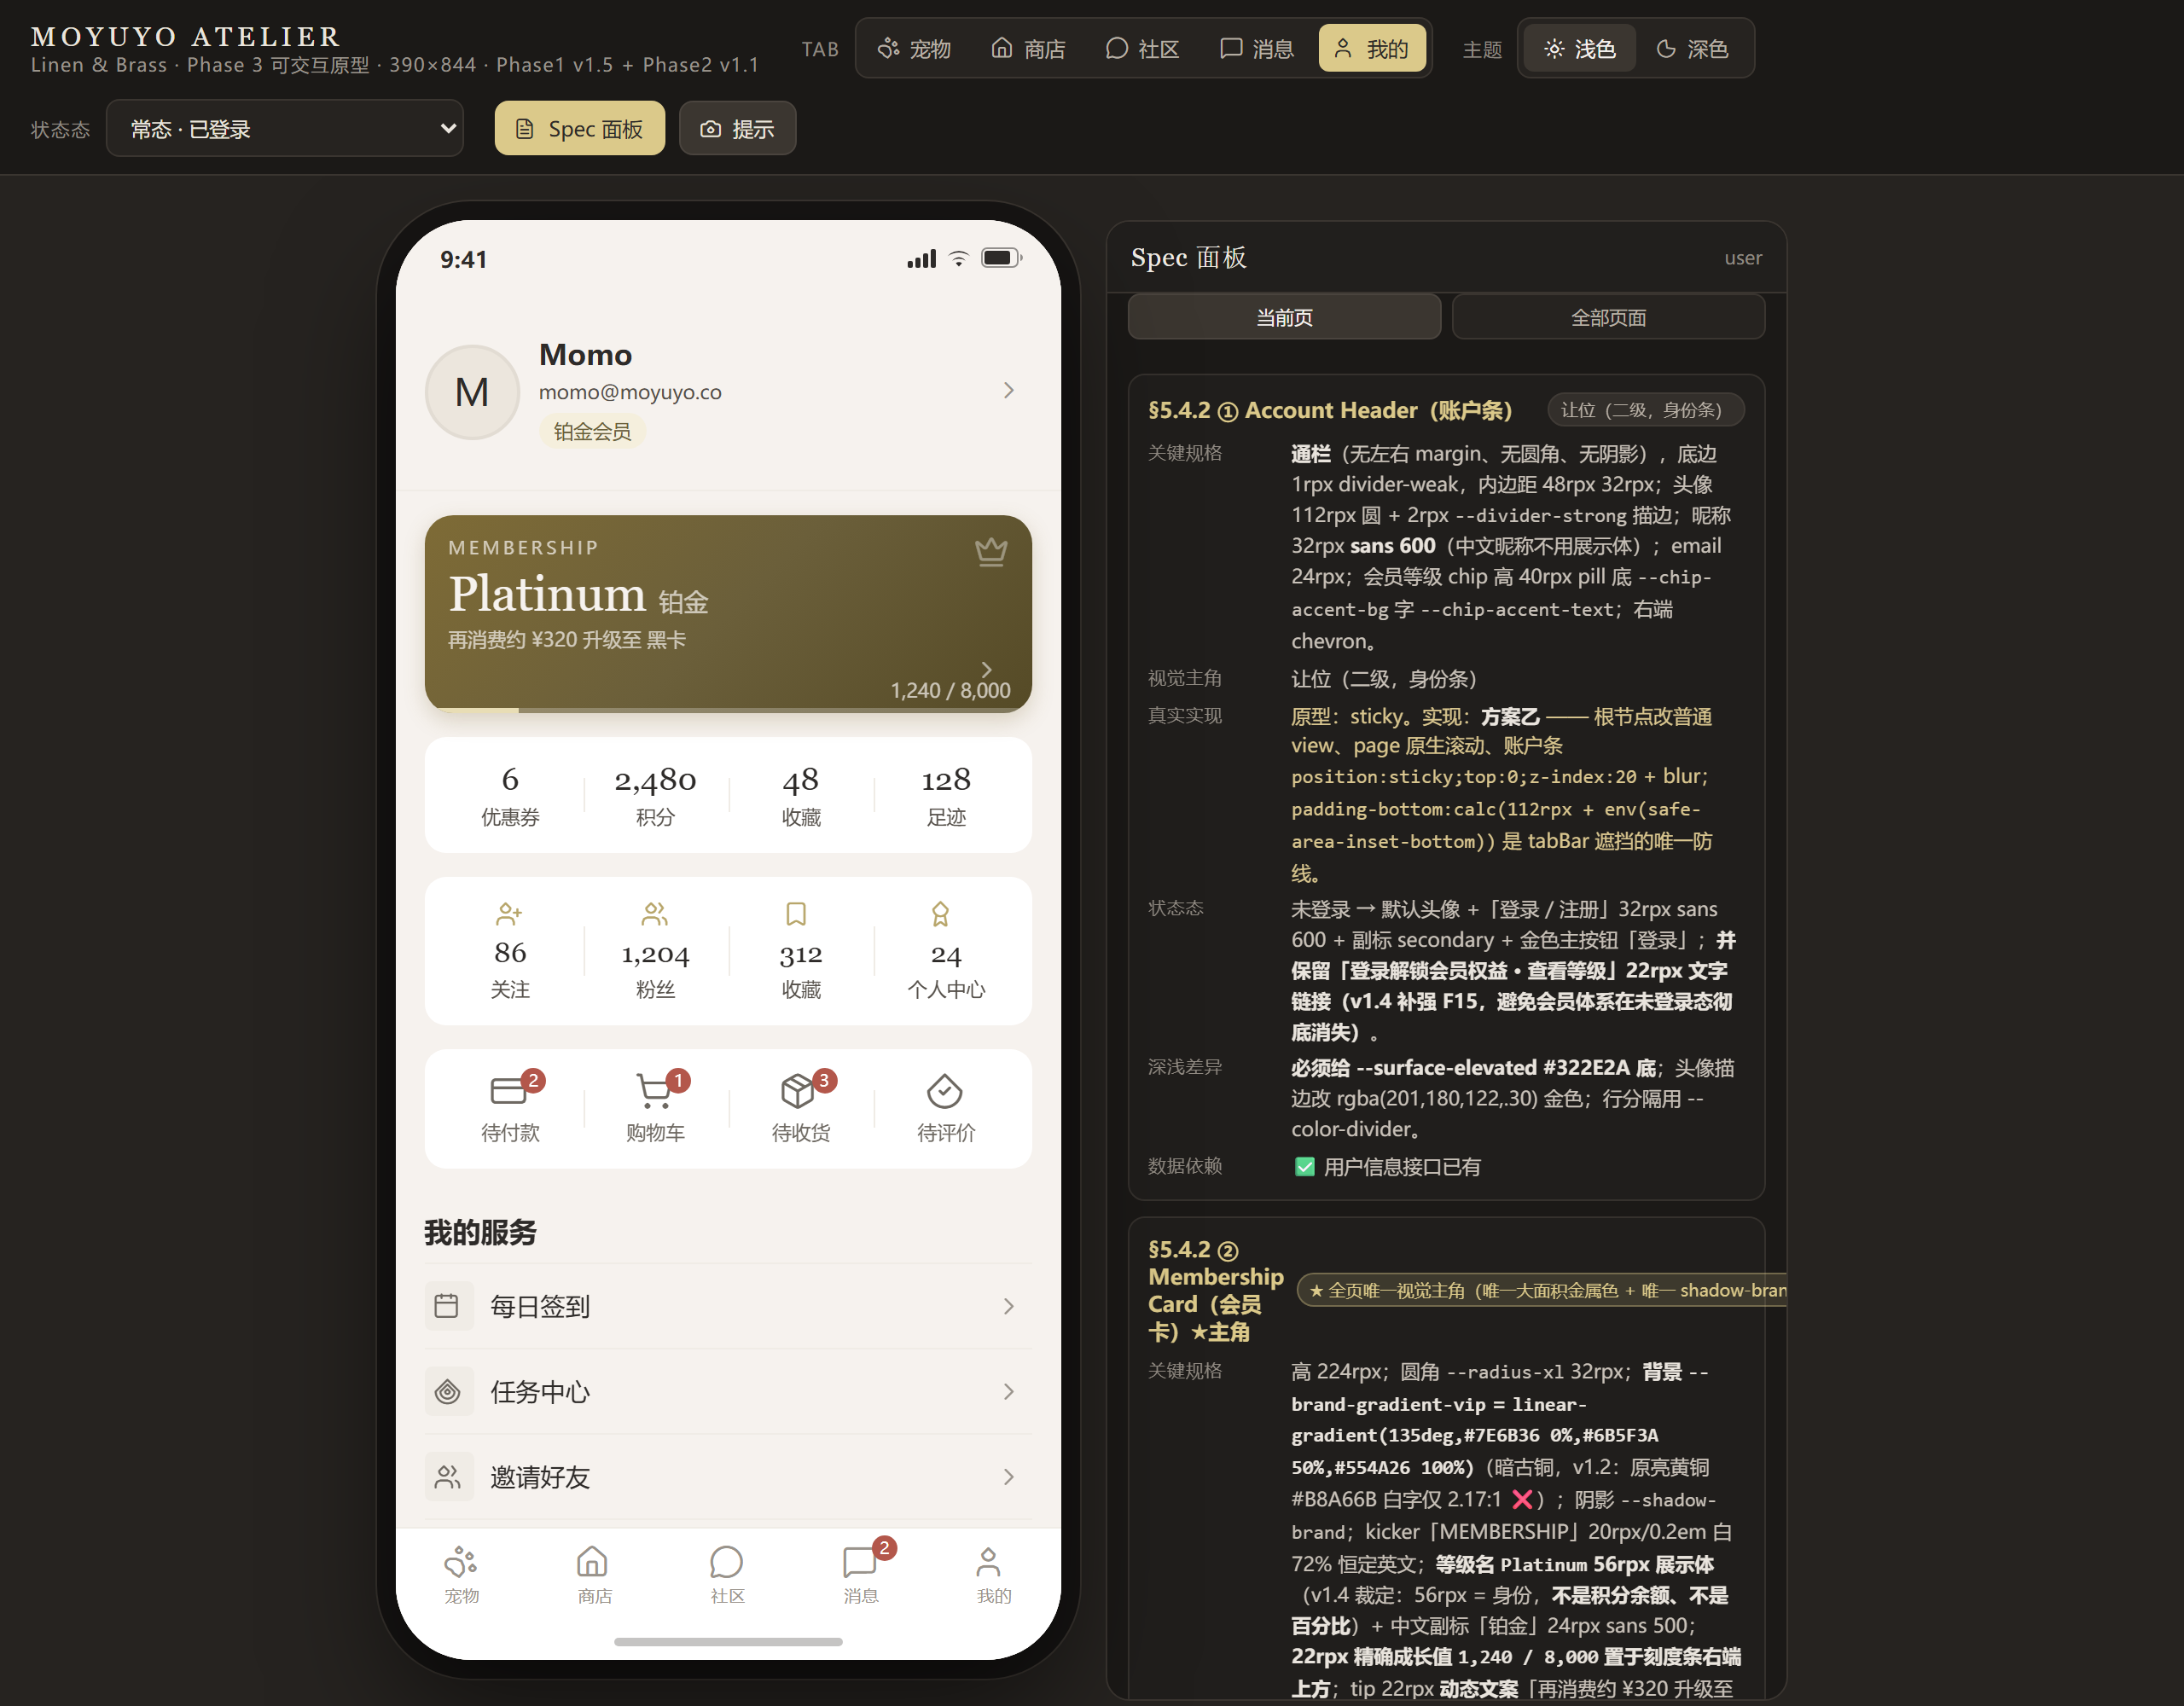 MOYUYO ATELIER
Linen & Brass · Phase 3 可交互原型 · 390×844 · Phase1 v1.5 + Phase2 v1.1
TAB
宠物
商店
社区
消息
我的
主题
浅色
深色
状态态
常态 · 已登录
Spec 面板
提示
9:41
M
Momo
momo@moyuyo.co
铂金会员
MEMBERSHIP
Platinum 铂金
再消费约 ¥320 升级至 黑卡
1,240 / 8,000
6
优惠券
2,480
积分
48
收藏
128
足迹
86
关注
1,204
粉丝
312
收藏
24
个人中心
2
待付款
1
购物车
3
待收货
待评价
我的服务
每日签到
任务中心
邀请好友
宠物
商店
社区
2
消息
我的
Spec 面板
user
当前页
全部页面
§5.4.2 ① Account Header（账户条）
让位（二级，身份条）
关键规格
通栏（无左右 margin、无圆角、无阴影），底边
1rpx divider-weak，内边距 48rpx 32rpx；头像
112rpx 圆 + 2rpx --divider-strong 描边；昵称
32rpx sans 600（中文昵称不用展示体）；email
24rpx；会员等级 chip 高 40rpx pill 底 --chip-
accent-bg 字 --chip-accent-text；右端
chevron。
视觉主角
让位（二级，身份条）
真实实现
原型：sticky。实现：方案乙 —— 根节点改普通
view、page 原生滚动、账户条
position:sticky;top:0;z-index:20 + blur；
padding-bottom:calc(112rpx + env(safe-
area-inset-bottom)) 是 tabBar 遮挡的唯一防
线。
状态态
未登录 → 默认头像 +「登录 / 注册」32rpx sans
600 + 副标 secondary + 金色主按钮「登录」；并
保留「登录解锁会员权益 • 查看等级」22rpx 文字
链接（v1.4 补强 F15，避免会员体系在未登录态彻
底消失）。
深浅差异
必须给 --surface-elevated #322E2A 底；头像描
边改 rgba(201,180,122,.30) 金色；行分隔用 --
color-divider。
数据依赖
✅ 用户信息接口已有
§5.4.2 ②
Membership
Card（会员
卡）★主角
★ 全页唯一视觉主角（唯一大面积金属色 + 唯一 shadow-bran
关键规格
高 224rpx；圆角 --radius-xl 32rpx；背景 --
brand-gradient-vip = linear-
gradient(135deg,#7E6B36 0%,#6B5F3A
50%,#554A26 100%)（暗古铜，v1.2：原亮黄铜
#B8A66B 白字仅 2.17:1 ❌）；阴影 --shadow-
brand；kicker「MEMBERSHIP」20rpx/0.2em 白
72% 恒定英文；等级名 Platinum 56rpx 展示体
（v1.4 裁定：56rpx = 身份，不是积分余额、不是
百分比）+ 中文副标「铂金」24rpx sans 500；
22rpx 精确成长值 1,240 / 8,000 置于刻度条右端
上方；tip 22rpx 动态文案「再消费约 ¥320 升级至